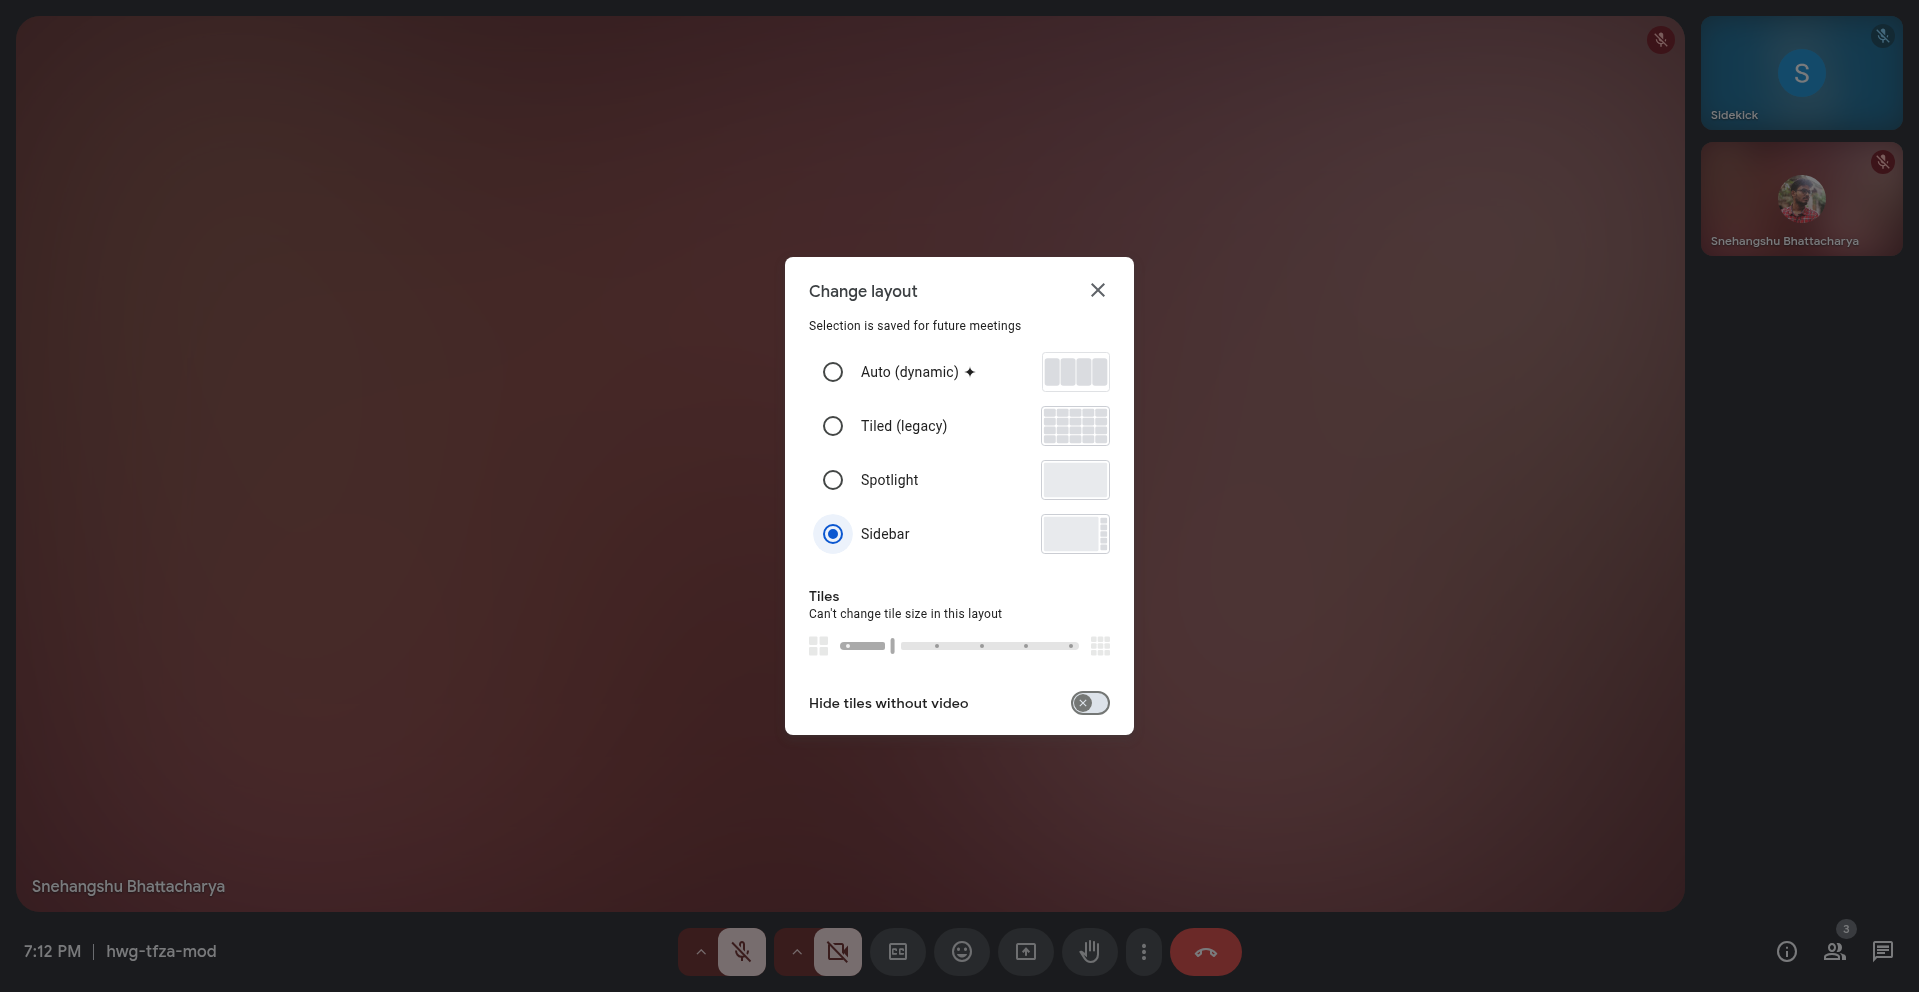 S
Sidekick
Snehangshu Bhattacharya
Change layout
Selection is saved for future meetings
Auto (dynamic)
Tiled (legacy)
Spotlight
Sidebar
Tiles
Can't change tile size in this layout
Hide tiles without video
Snehangshu Bhattacharya
7:12 PM | hwg-tfza-mod
CC
3